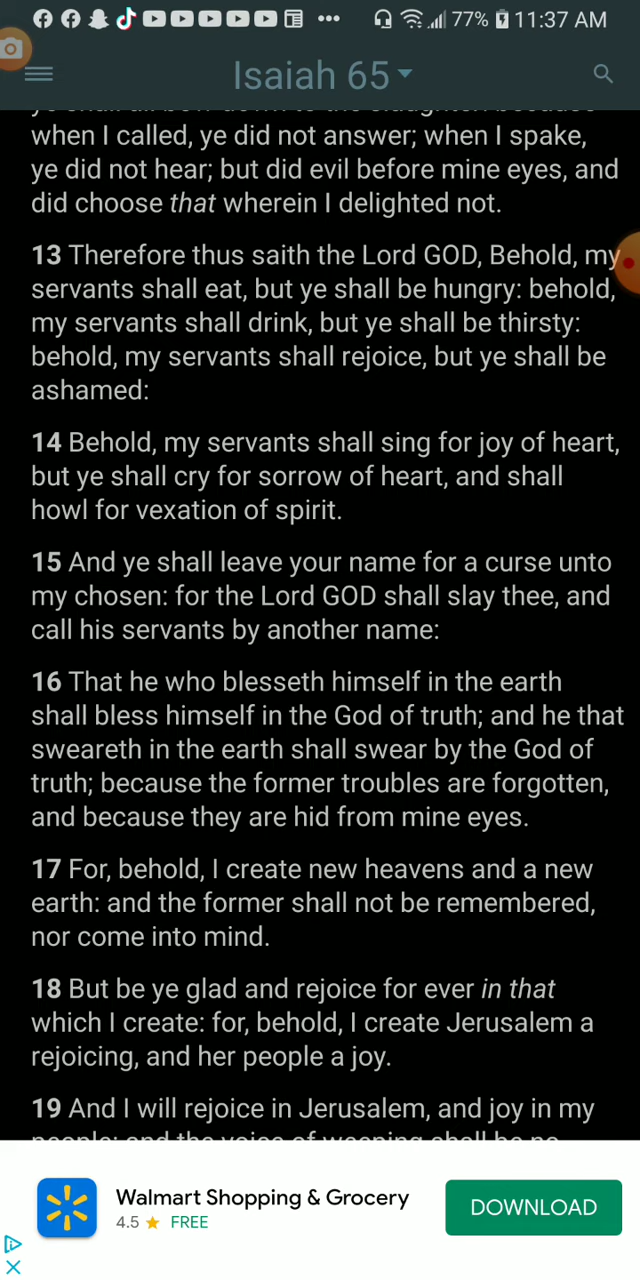 77% 11:37 AM
Isaiah 65
when I called, ye did not answer; when I spake,
ye did not hear; but did evil before mine eyes, and
did choose that wherein I delighted not.
13 Therefore thus saith the Lord GOD, Behold, my
servants shall eat, but ye shall be hungry: behold,
my servants shall drink, but ye shall be thirsty:
behold, my servants shall rejoice, but ye shall be
ashamed:
14 Behold, my servants shall sing for joy of heart,
but ye shall cry for sorrow of heart, and shall
howl for vexation of spirit.
15 And ye shall leave your name for a curse unto
my chosen: for the Lord GOD shall slay thee, and
call his servants by another name:
16 That he who blesseth himself in the earth
shall bless himself in the God of truth; and he that
sweareth in the earth shall swear by the God of
truth; because the former troubles are forgotten,
and because they are hid from mine eyes.
17 For, behold, I create new heavens and a new
earth: and the former shall not be remembered,
nor come into mind.
18 But be ye glad and rejoice for ever in that
which I create: for, behold, I create Jerusalem a
rejoicing, and her people a joy.
19 And I will rejoice in Jerusalem, and joy in my
people: and the voice of weeping shall be no
Walmart Shopping & Grocery
4.5 ★ FREE
DOWNLOAD